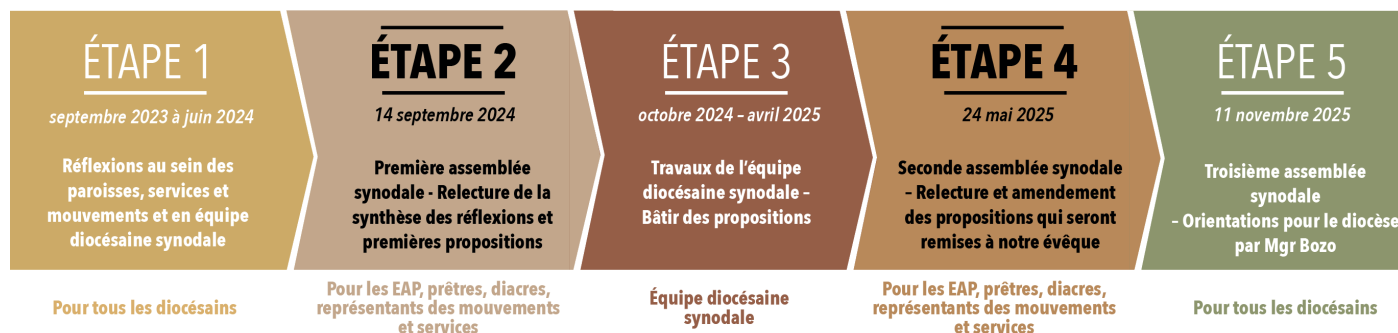 ÉTAPE 1
septembre 2023 à juin 2024
Réflexions au sein des
paroisses, services et
mouvements et en équipe
diocésaine synodale
Pour tous les diocésains
ÉTAPE 2
14 septembre 2024
Première assemblée
synodale - Relecture de la
synthèse des réflexions et
premières propositions
Pour les EAP, prêtres, diacres,
représentants des mouvements
et services
ÉTAPE 3
octobre 2024 – avril 2025
Travaux de l’équipe
diocésaine synodale –
Bâtir des propositions
Équipe diocésaine
synodale
ÉTAPE 4
24 mai 2025
Seconde assemblée synodale
– Relecture et amendement
des propositions qui seront
remises à notre évêque
Pour les EAP, prêtres, diacres,
représentants des mouvements
et services
ÉTAPE 5
11 novembre 2025
Troisième assemblée
synodale
– Orientations pour le diocèse
par Mgr Bozo
Pour tous les diocésains